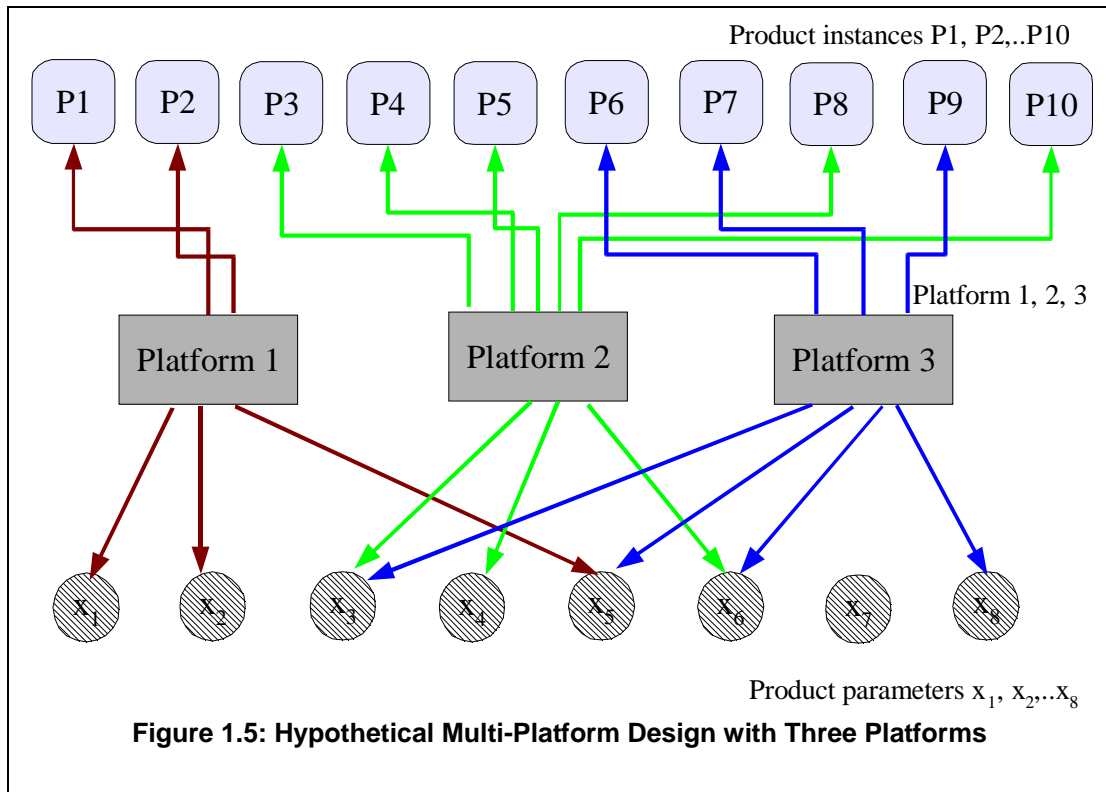 Product instances P1, P2,..P10
P1 P2 P3 P4 P5 P6 P7 P8 P9 P10
Platform 1, 2, 3
Platform 1 Platform 2 Platform 3
x₁ x₂ x₃ x₄ x₅ x₆ x₇ x₈
Product parameters x₁, x₂,..x₈
Figure 1.5: Hypothetical Multi-Platform Design with Three Platforms